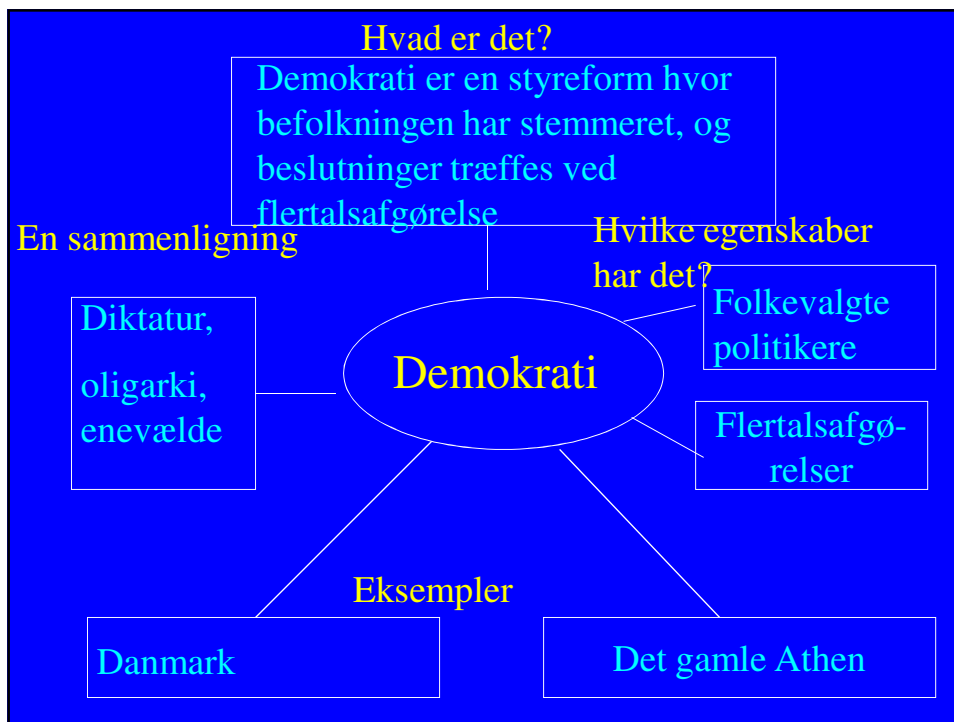 Hvad er det?
Demokrati er en styreform hvor
befolkningen har stemmeret, og
beslutninger træffes ved
flertalsafgørelse
En sammenligning
Hvilke egenskaber
har det?
Diktatur,
oligarki,
enevælde
Demokrati
Folkevalgte
politikere
Flertalsafgø-
relser
Eksempler
Danmark
Det gamle Athen